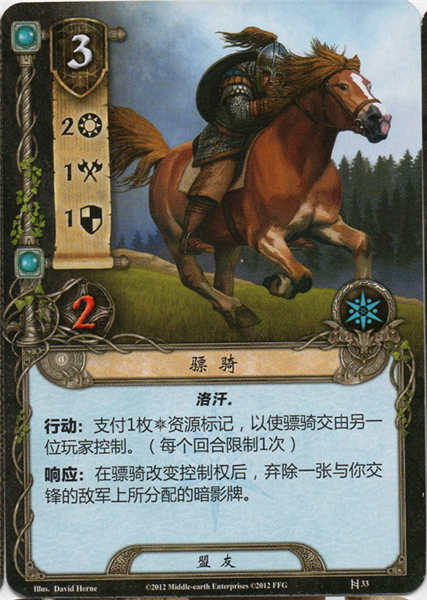 3
2
1
1
2
骠骑
洛汗.
行动：支付1枚资源标记，以使骠骑交由另一
位玩家控制。（每个回合限制1次）
响应：在骠骑改变控制权后，弃除一张与你交
锋的敌军上所分配的暗影牌。
盟友
Illus. David Horne ©2012 Middle-earth Enterprises ©2012 FFG 33